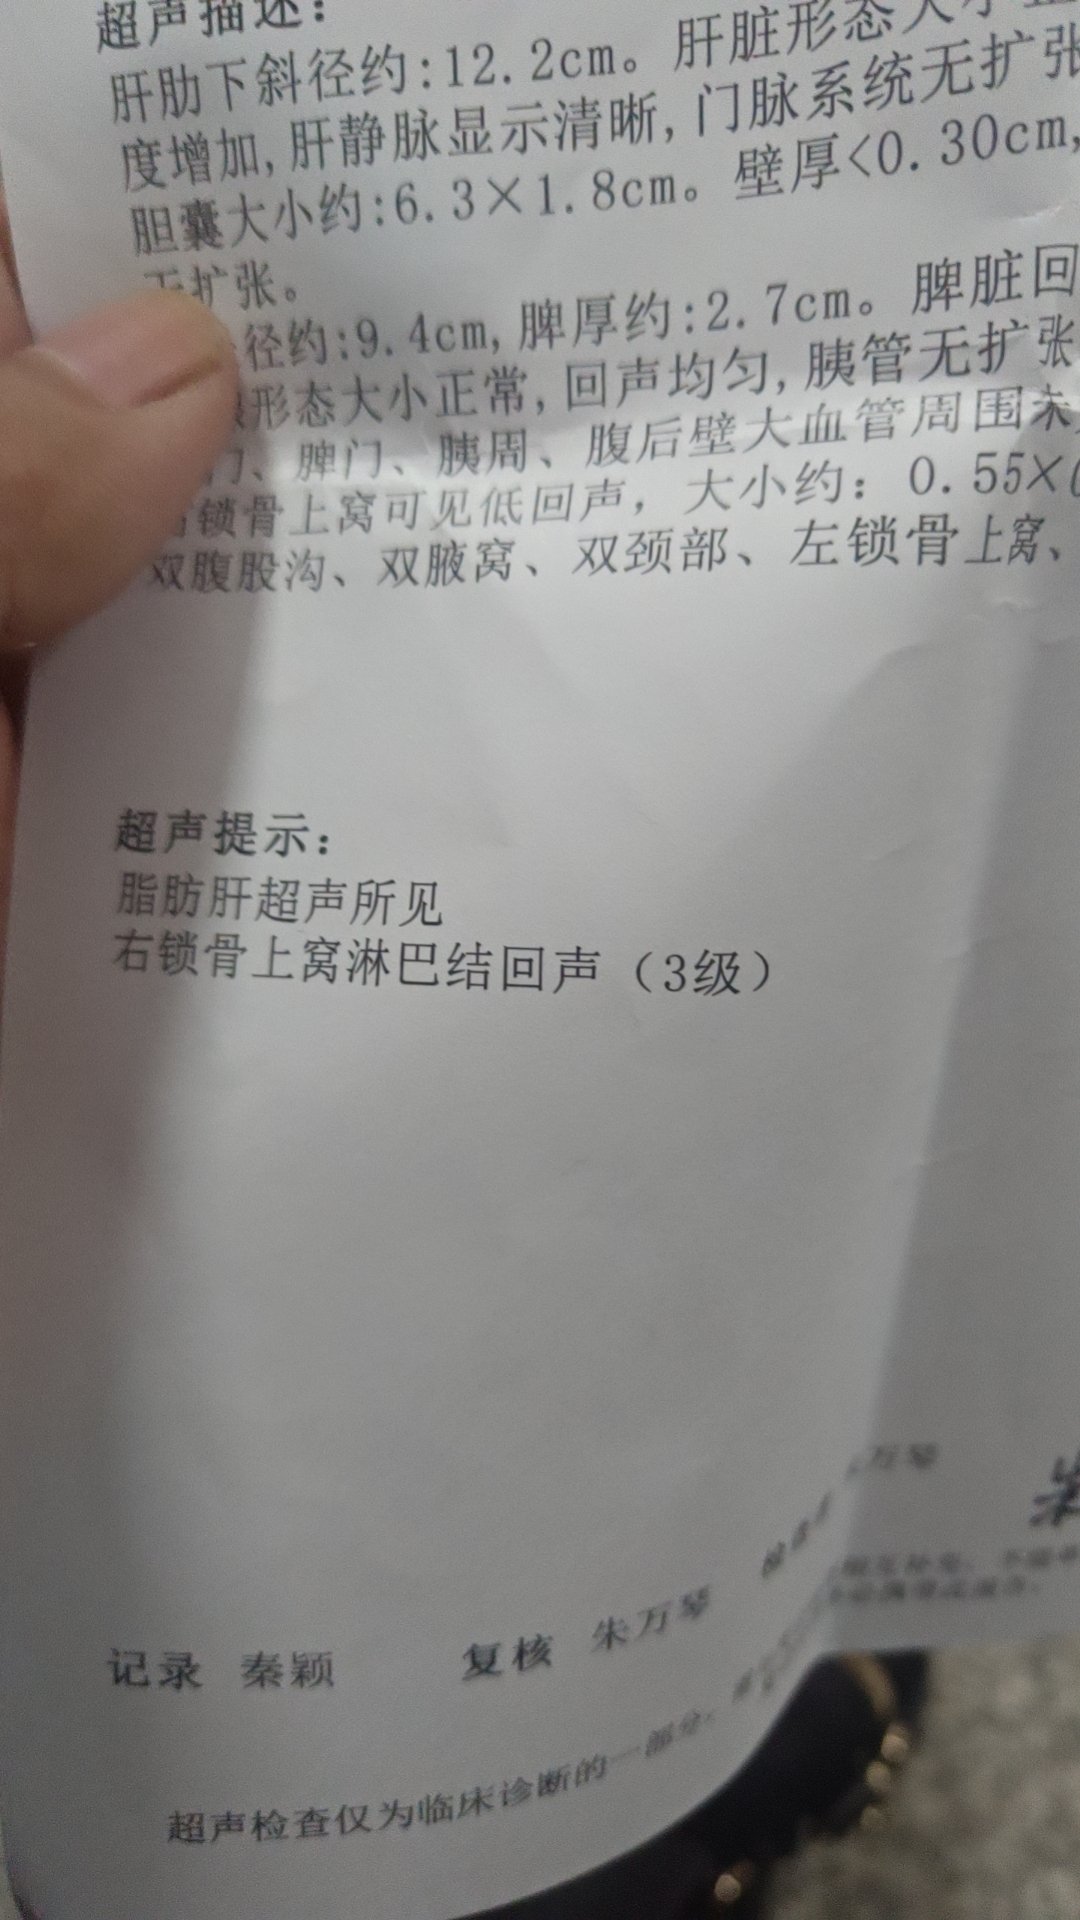 超声描述：
肝肋下斜径约:12.2cm。肝脏形态大小
度增加,肝静脉显示清晰,门脉系统无扩张
胆囊大小约:6.3×1.8cm。壁厚<0.30cm,
无扩张。
径约:9.4cm,脾厚约:2.7cm。脾脏回
形态大小正常,回声均匀,胰管无扩张
门、脾门、胰周、腹后壁大血管周围未
右锁骨上窝可见低回声，大小约：0.55×
双腹股沟、双腋窝、双颈部、左锁骨上窝、
超声提示：
脂肪肝超声所见
右锁骨上窝淋巴结回声（3级）
万琴
记录 秦颖 复核 朱万琴
超声检查仅为临床诊断的一部分